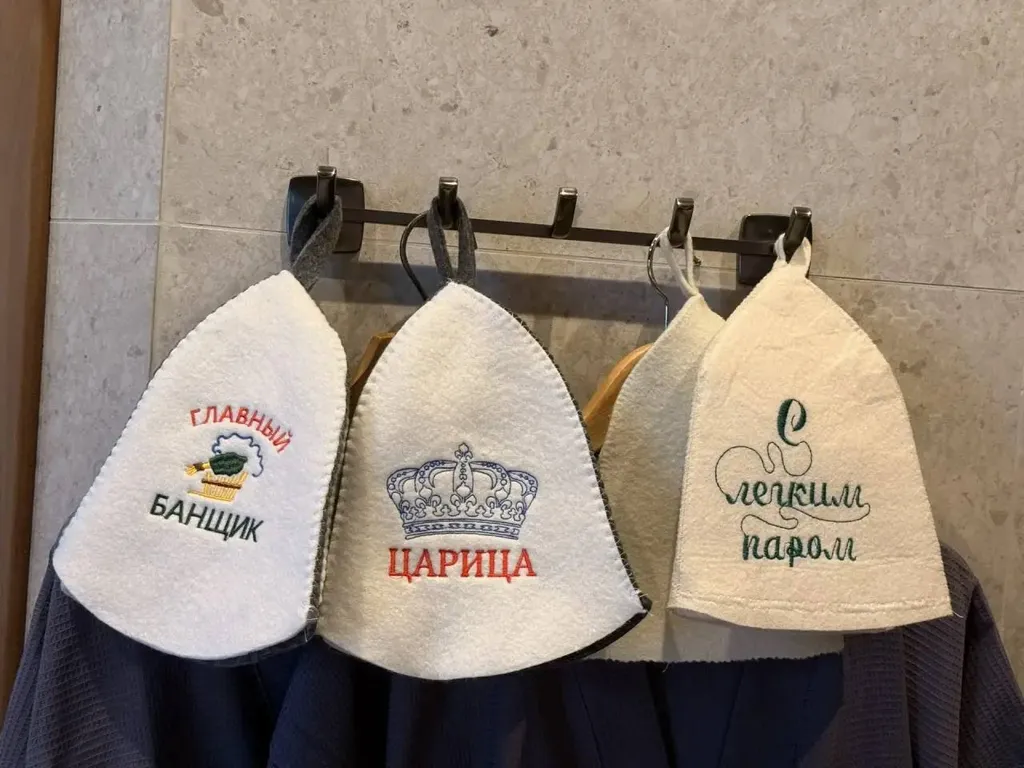 ГЛАВНЫЙ
БАНЩИК
ЦАРИЦА
С
легким
паром